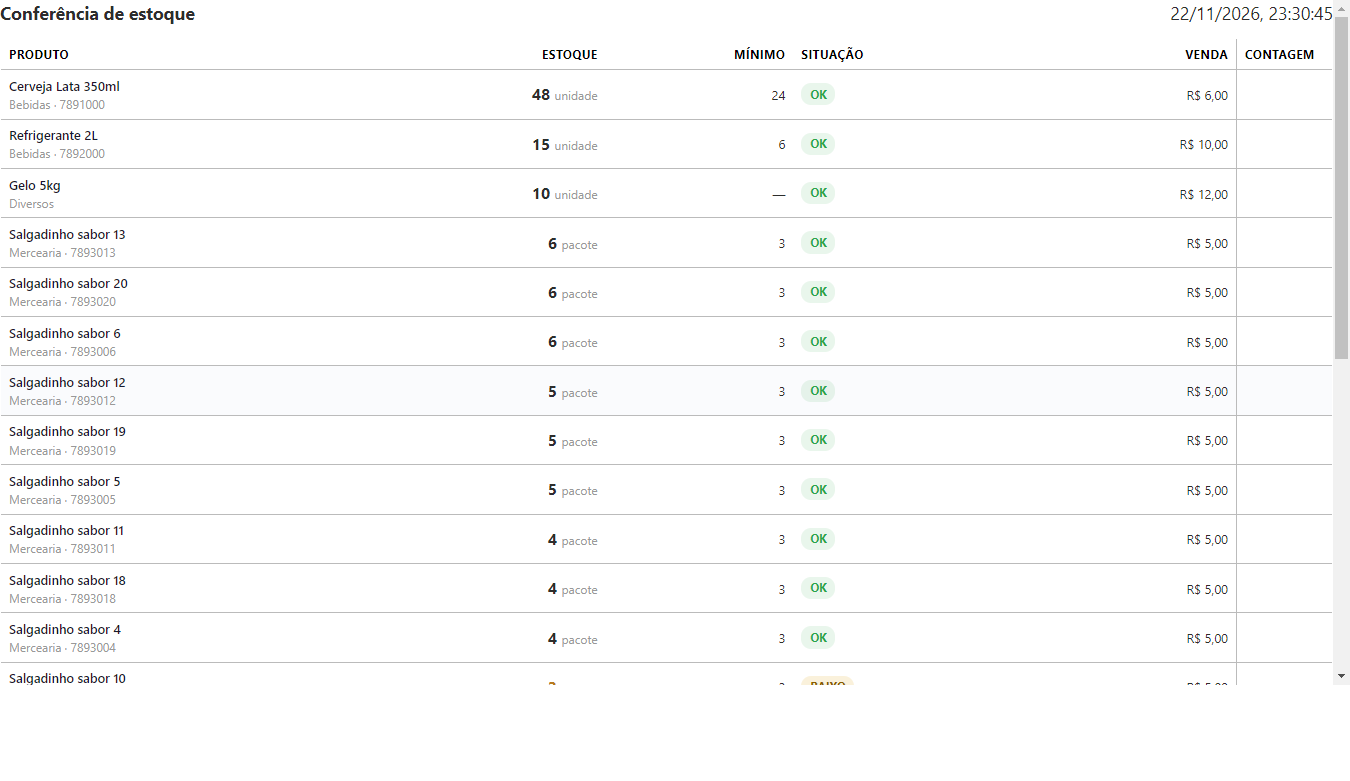 Conferência de estoque 22/11/2026, 23:30:45
PRODUTO ESTOQUE MÍNIMO SITUAÇÃO VENDA CONTAGEM
Cerveja Lata 350ml 48 unidade 24 OK R$ 6,00
Bebidas · 7891000
Refrigerante 2L 15 unidade 6 OK R$ 10,00
Bebidas · 7892000
Gelo 5kg 10 unidade — OK R$ 12,00
Diversos
Salgadinho sabor 13 6 pacote 3 OK R$ 5,00
Mercearia · 7893013
Salgadinho sabor 20 6 pacote 3 OK R$ 5,00
Mercearia · 7893020
Salgadinho sabor 6 6 pacote 3 OK R$ 5,00
Mercearia · 7893006
Salgadinho sabor 12 5 pacote 3 OK R$ 5,00
Mercearia · 7893012
Salgadinho sabor 19 5 pacote 3 OK R$ 5,00
Mercearia · 7893019
Salgadinho sabor 5 5 pacote 3 OK R$ 5,00
Mercearia · 7893005
Salgadinho sabor 11 4 pacote 3 OK R$ 5,00
Mercearia · 7893011
Salgadinho sabor 18 4 pacote 3 OK R$ 5,00
Mercearia · 7893018
Salgadinho sabor 4 4 pacote 3 OK R$ 5,00
Mercearia · 7893004
Salgadinho sabor 10 BAIXO